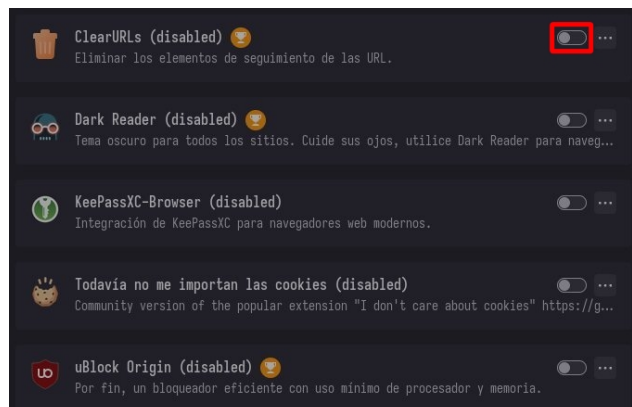 ClearURLs (disabled)
Eliminar los elementos de seguimiento de las URL.
Dark Reader (disabled)
Tema oscuro para todos los sitios. Cuide sus ojos, utilice Dark Reader para naveg...
KeePassXC-Browser (disabled)
Integración de KeePassXC para navegadores web modernos.
Todavía no me importan las cookies (disabled)
Community version of the popular extension "I don't care about cookies" https://g...
uBlock Origin (disabled)
Por fin, un bloqueador eficiente con uso mínimo de procesador y memoria.